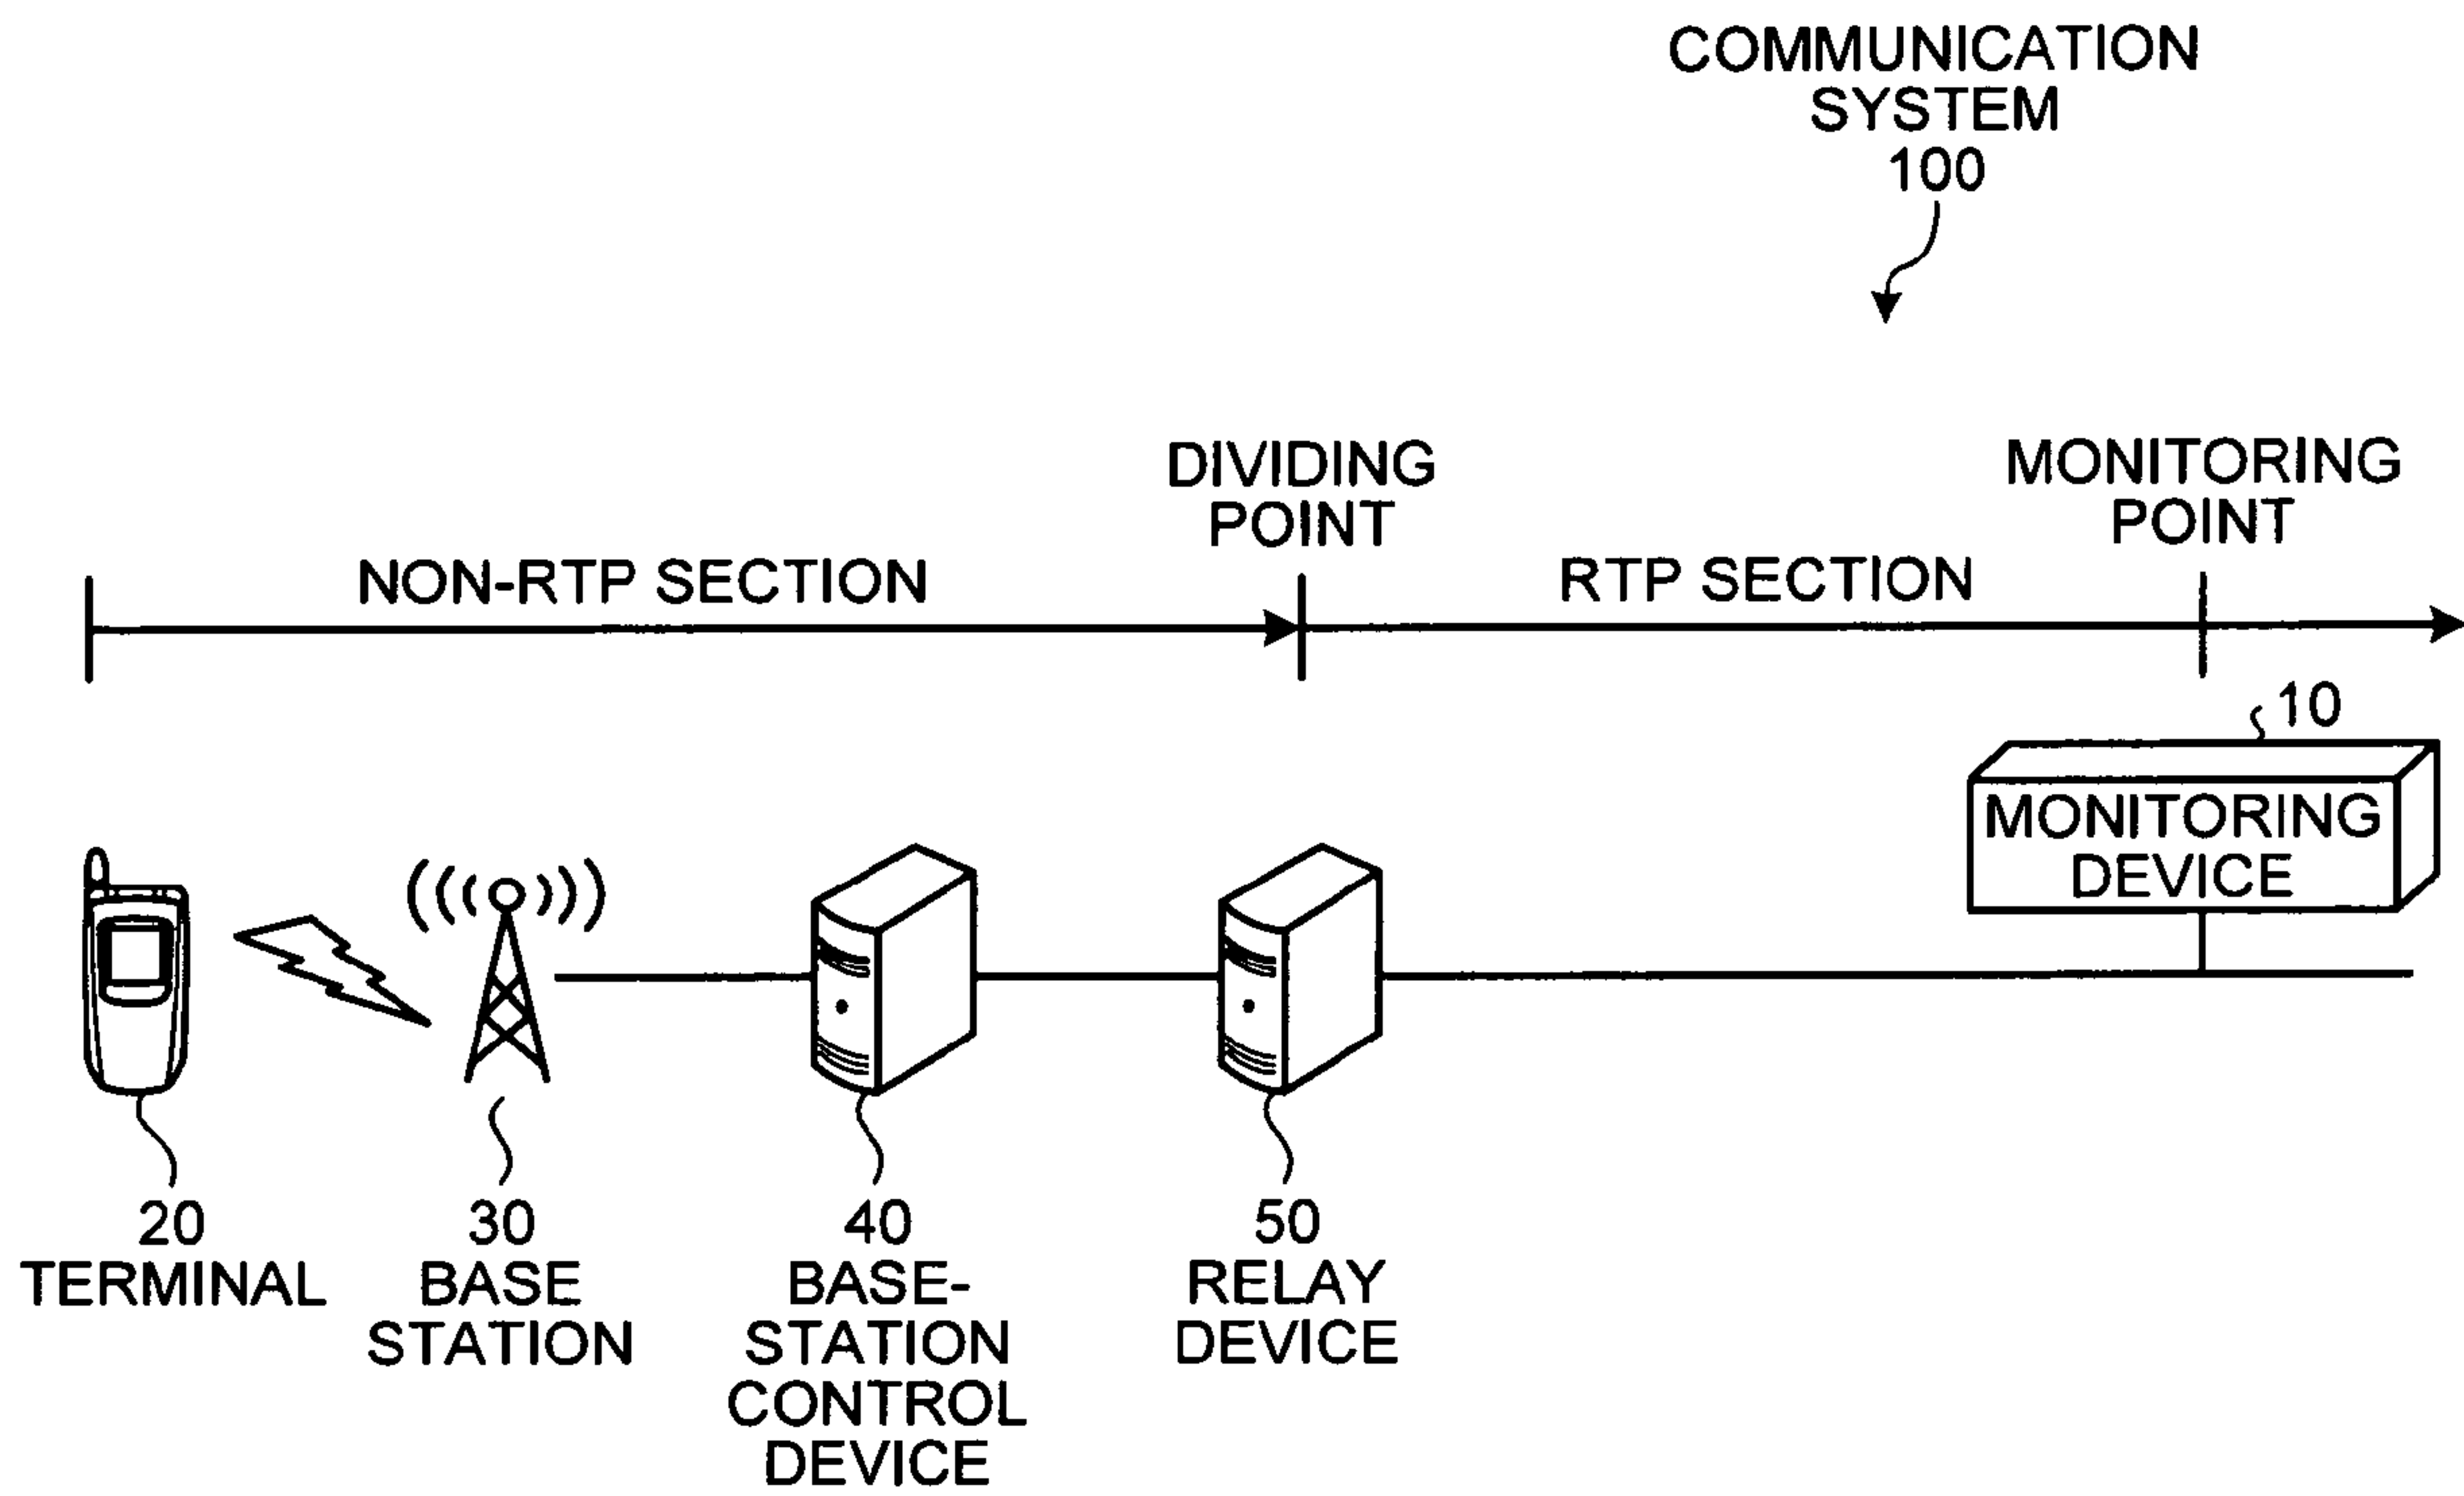 COMMUNICATION
SYSTEM
100
DIVIDING
POINT
MONITORING
POINT
NON-RTP SECTION
RTP SECTION
10
MONITORING
DEVICE
20
TERMINAL
30
BASE
STATION
40
BASE-
STATION
CONTROL
DEVICE
50
RELAY
DEVICE